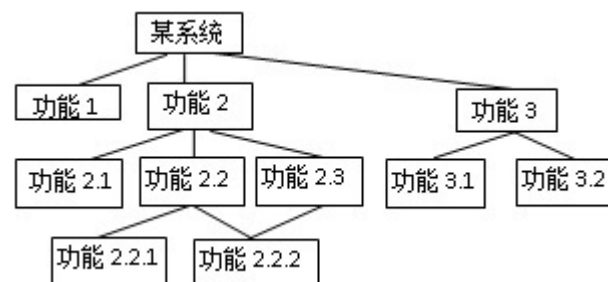 某系统
功能 1
功能 2
功能 3
功能 2.1
功能 2.2
功能 2.3
功能 3.1
功能 3.2
功能 2.2.1
功能 2.2.2